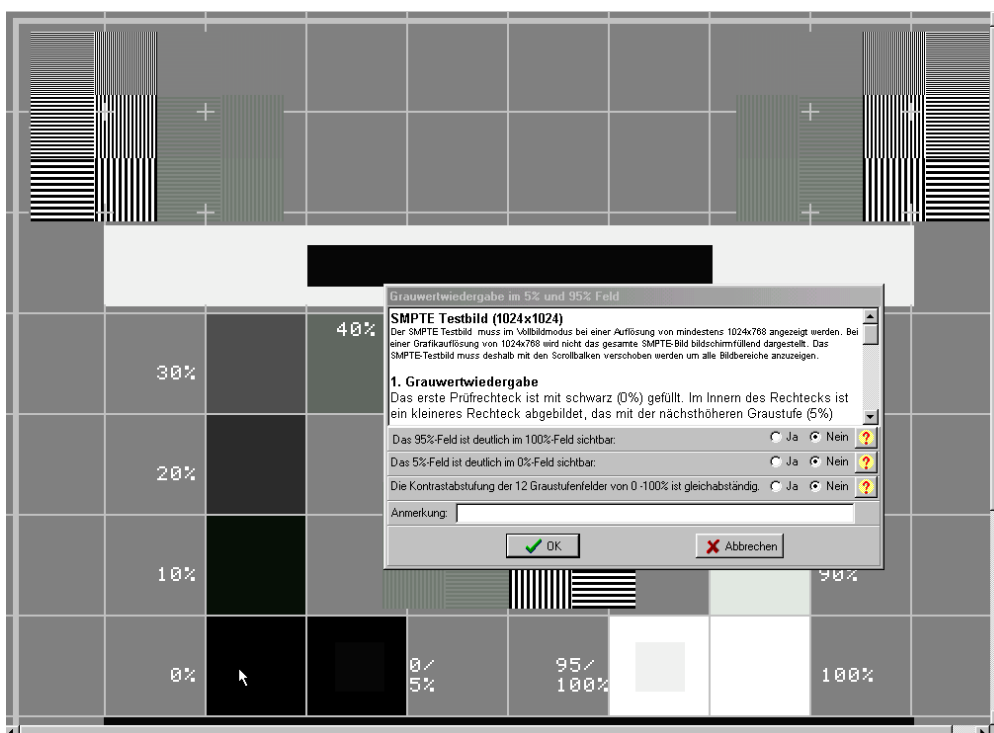 Grauwertwiedergabe im 5% und 95% Feld
SMPTE Testbild (1024x1024)
Der SMPTE Testbild muss im Vollbildmodus bei einer Auflösung von mindestens 1024x768 angezeigt werden. Bei
einer Grafikauflösung von 1024x768 wird nicht das gesamte SMPTE-Bild bildschirmfüllend dargestellt. Das
SMPTE-Testbild muss deshalb mit den Scrollbalken verschoben werden um alle Bildbereiche anzuzeigen.
1. Grauwertwiedergabe
Das erste Prüfrechteck ist mit schwarz (0%) gefüllt. Im Innern des Rechtecks ist
ein kleineres Rechteck abgebildet, das mit der nächsthöheren Graustufe (5%)
Das 95%-Feld ist deutlich im 100%-Feld sichtbar: Ja Nein ?
Das 5%-Feld ist deutlich im 0%-Feld sichtbar: Ja Nein ?
Die Kontrastabstufung der 12 Graustufenfelder von 0 -100% ist gleichabständig. Ja Nein ?
Anmerkung:
OK Abbrechen
40%
30%
20%
10%
90%
0%
0/
5%
95/
100%
100%